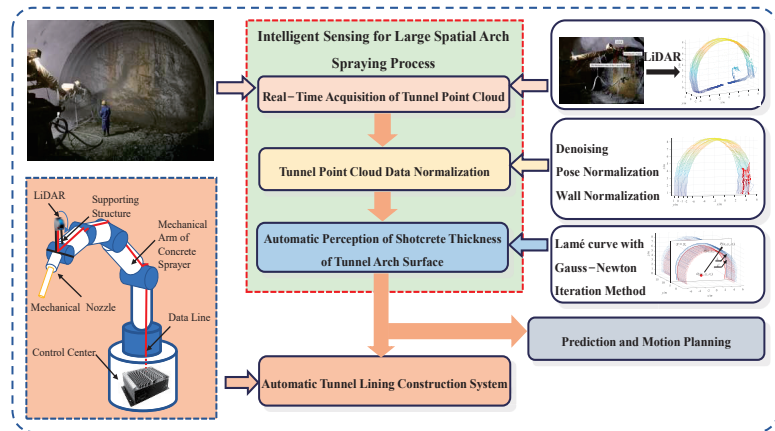 Intelligent Sensing for Large Spatial Arch
Spraying Process
Real-Time Acquisition of Tunnel Point Cloud
Tunnel Point Cloud Data Normalization
Automatic Perception of Shotcrete Thickness
of Tunnel Arch Surface
LiDAR
Denoising
Pose Normalization
Wall Normalization
Lamé curve with
Gauss-Newton
Iteration Method
Prediction and Motion Planning
Automatic Tunnel Lining Construction System
LiDAR
Supporting
Structure
Mechanical
Arm of
Concrete
Sprayer
Mechanical Nozzle
Data Line
Control Center